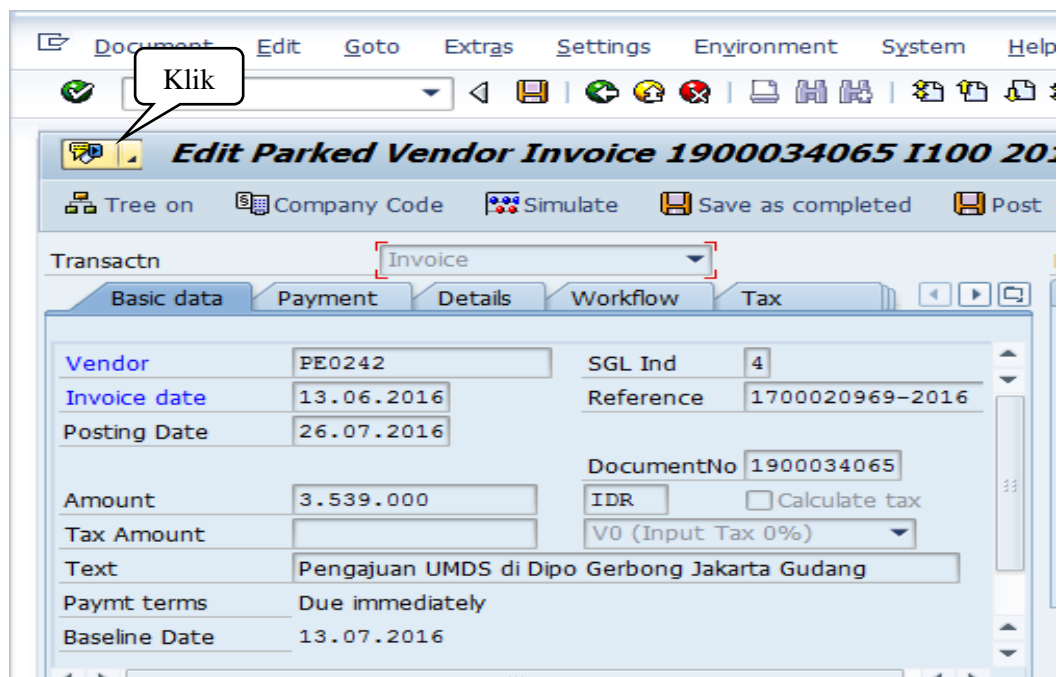 Document Edit Goto Extras Settings Environment System Help
Klik
Edit Parked Vendor Invoice 1900034065 I100 201
Tree on Company Code Simulate Save as completed Post
Transactn Invoice
Basic data Payment Details Workflow Tax
Vendor PE0242 SGL Ind 4
Invoice date 13.06.2016 Reference 1700020969-2016
Posting Date 26.07.2016
DocumentNo 1900034065
Amount 3.539.000 IDR Calculate tax
Tax Amount V0 (Input Tax 0%)
Text Pengajuan UMDS di Dipo Gerbong Jakarta Gudang
Paymt terms Due immediately
Baseline Date 13.07.2016